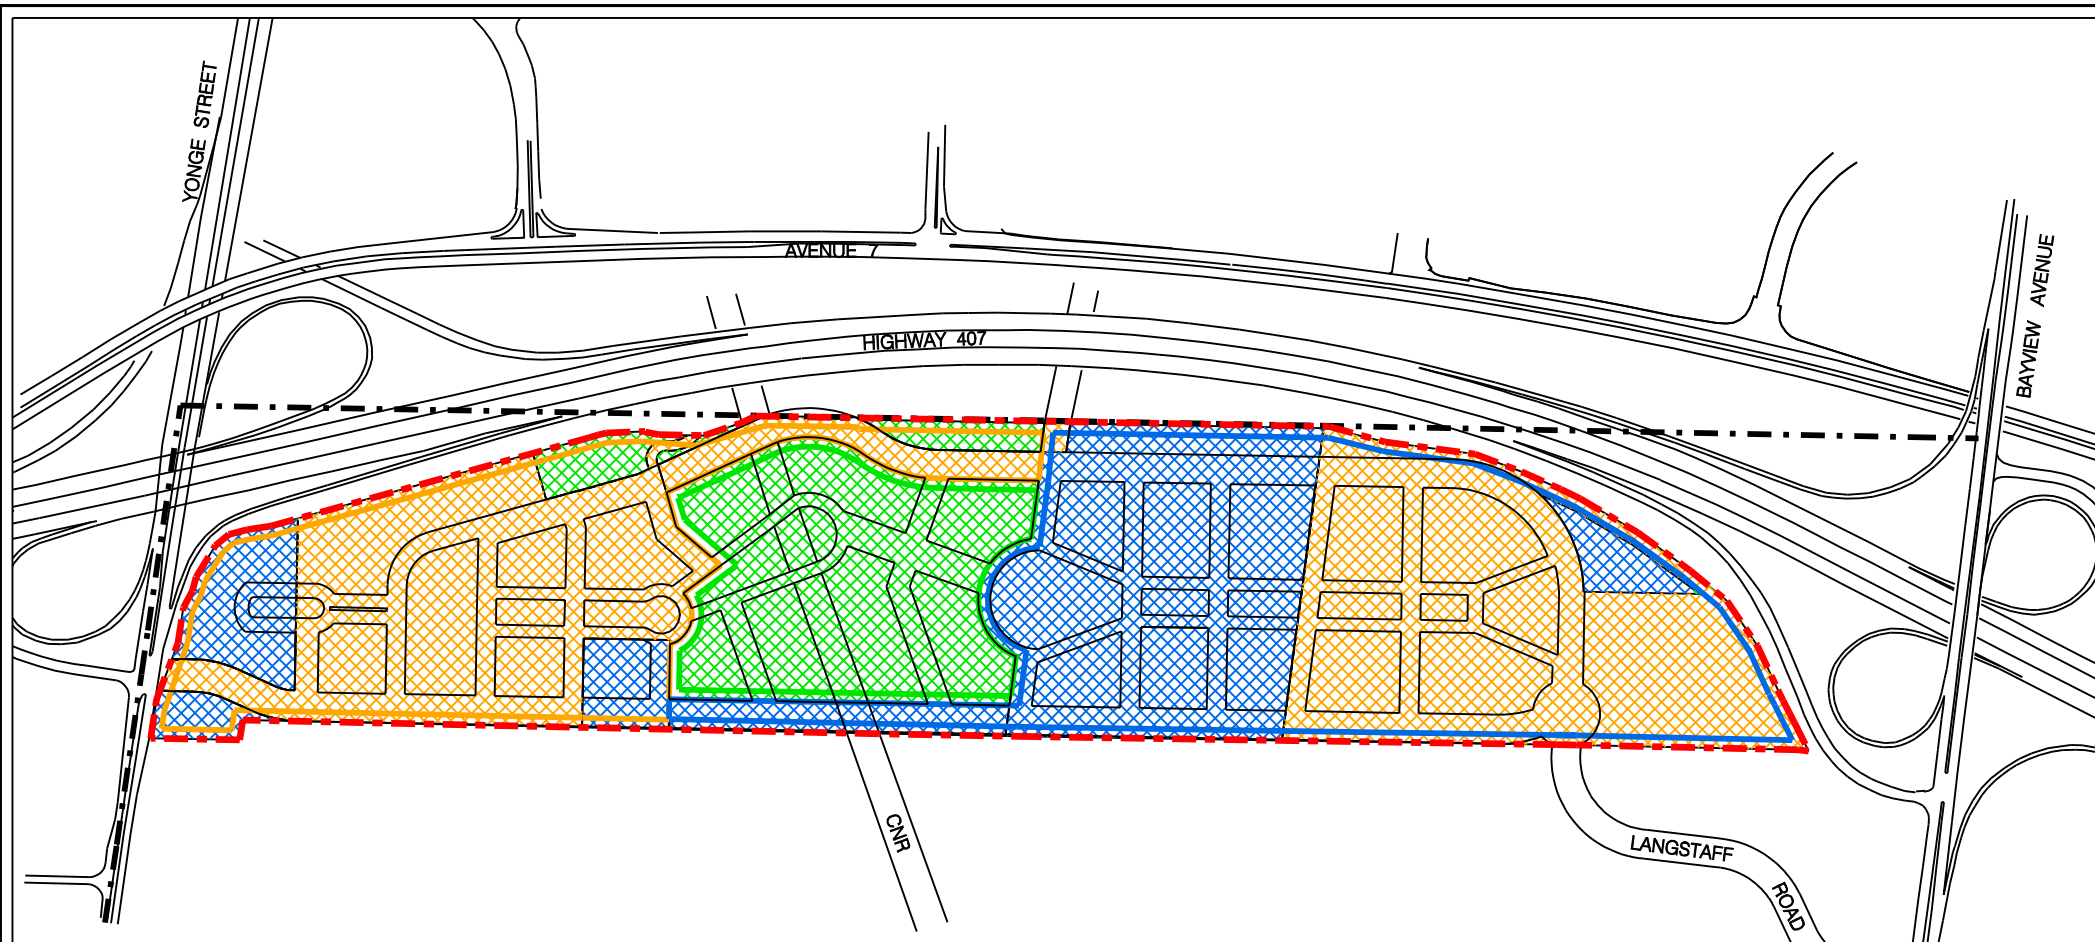 YONGE STREET
AVENUE 7
BAYVIEW AVENUE
HIGHWAY 407
CNR
LANGSTAFF
ROAD